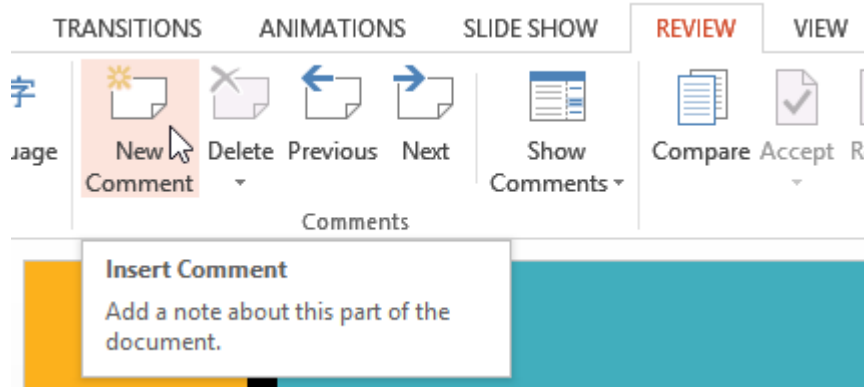 TRANSITIONS ANIMATIONS SLIDE SHOW REVIEW VIEW
字
New Delete Previous Next Show Compare Accept
Comment Comments
Comments
Insert Comment
Add a note about this part of the
document.